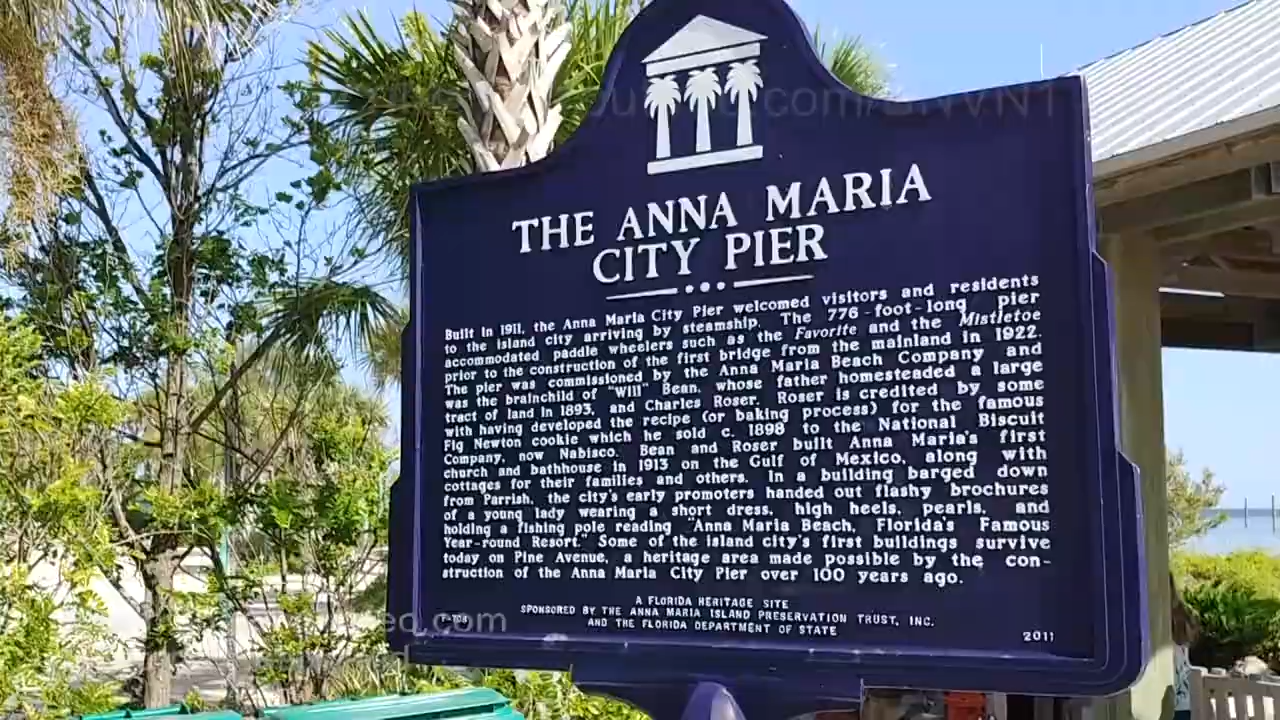 THE ANNA MARIA
CITY PIER
Built in 1911, the Anna Maria City Pier welcomed visitors and residents
to the island city arriving by steamship. The 776-foot-long pier
accommodated paddle wheelers such as the Favorite and the Mistletoe
prior to the construction of the first bridge from the mainland in 1922.
The pier was commissioned by the Anna Maria Beach Company and
was the brainchild of "Will" Bean, whose father homesteaded a large
tract of land in 1893, and Charles Roser. Roser is credited by some
with having developed the recipe (or baking process) for the famous
Fig Newton cookie which he sold c. 1898 to the National Biscuit
Company, now Nabisco. Bean and Roser built Anna Maria's first
church and bathhouse in 1913 on the Gulf of Mexico, along with
cottages for their families and others. In a building barged down
from Parrish, the city's early promoters handed out flashy brochures
of a young lady wearing a short dress, high heels, pearls, and
holding a fishing pole reading "Anna Maria Beach, Florida's Famous
Year-round Resort." Some of the island city's first buildings survive
today on Pine Avenue, a heritage area made possible by the con-
struction of the Anna Maria City Pier over 100 years ago.
A FLORIDA HERITAGE SITE
SPONSORED BY THE ANNA MARIA ISLAND PRESERVATION TRUST, INC.
AND THE FLORIDA DEPARTMENT OF STATE
F-708
2011